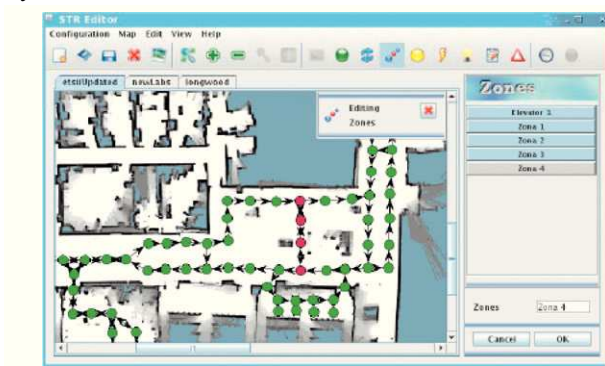 STR Editor
Configuration Map Edit View Help
etsiiUpdated newLabs longwood
Editing
Zones
Zones
Elevator 1
Zona 1
Zona 2
Zona 3
Zona 4
Zones Zona 4
Cancel OK